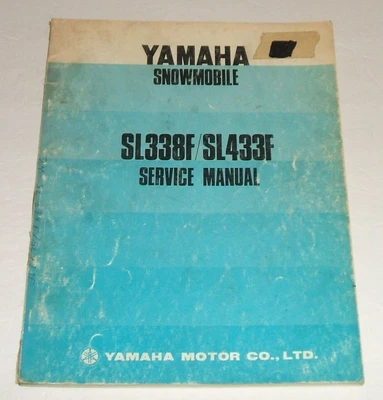 YAMAHA
SNOWMOBILE
SL338F/SL433F
SERVICE MANUAL
YAMAHA MOTOR CO., LTD.